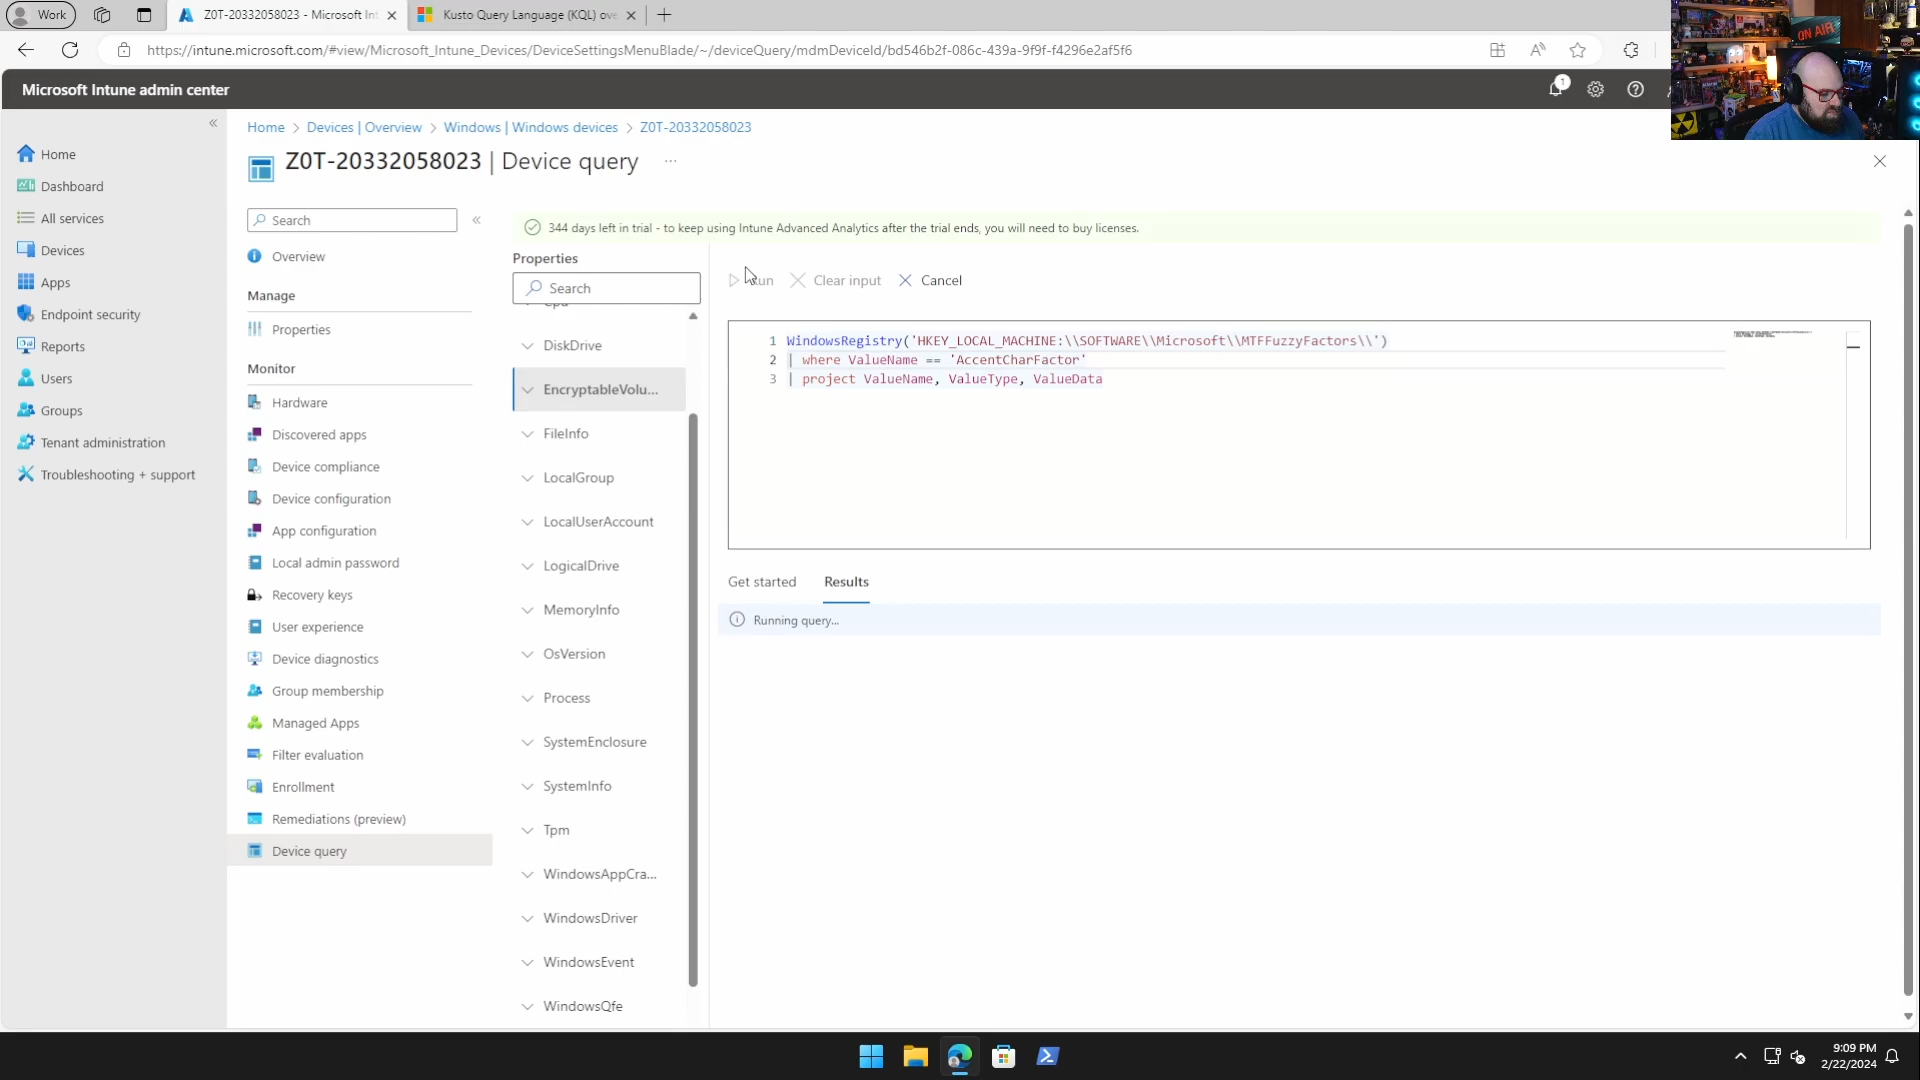 Work
Z0T-20332058023 - Microsoft Int
Kusto Query Language (KQL) ove
https://intune.microsoft.com/#view/Microsoft_Intune_Devices/DeviceSettingsMenuBlade/~/deviceQuery/mdmDeviceId/bd546b2f-086c-439a-9f9f-f4296e2af5f6
ON AIR
Microsoft Intune admin center
1
Home > Devices | Overview > Windows | Windows devices > Z0T-20332058023
Z0T-20332058023 | Device query
Home
Dashboard
All services
Devices
Apps
Endpoint security
Reports
Users
Groups
Tenant administration
Troubleshooting + support
Search
Overview
Manage
Properties
Monitor
Hardware
Discovered apps
Device compliance
Device configuration
App configuration
Local admin password
Recovery keys
User experience
Device diagnostics
Group membership
Managed Apps
Filter evaluation
Enrollment
Remediations (preview)
Device query
344 days left in trial - to keep using Intune Advanced Analytics after the trial ends, you will need to buy licenses.
Properties
Search
Cpu
DiskDrive
EncryptableVolu...
FileInfo
LocalGroup
LocalUserAccount
LogicalDrive
MemoryInfo
OsVersion
Process
SystemEnclosure
SystemInfo
Tpm
WindowsAppCra...
WindowsDriver
WindowsEvent
WindowsQfe
Run
Clear input
Cancel
1 WindowsRegistry('HKEY_LOCAL_MACHINE:\\SOFTWARE\\Microsoft\\MTFFuzzyFactors\\')
2 | where ValueName == 'AccentCharFactor'
3 | project ValueName, ValueType, ValueData
Get started
Results
Running query...
9:09 PM
2/22/2024